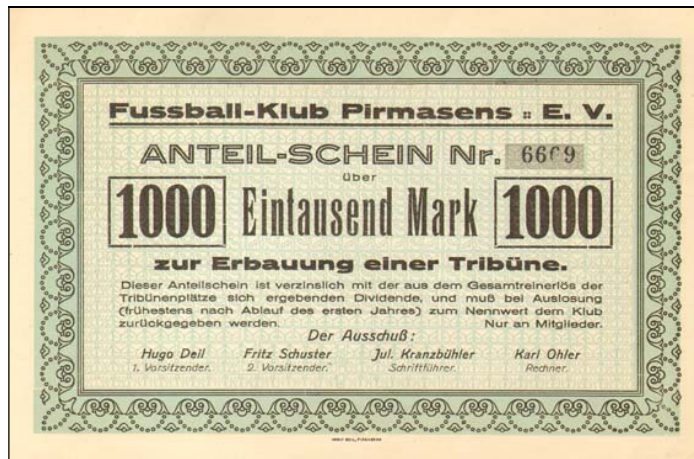 Fussball-Klub Pirmasens :: E. V.
ANTEIL-SCHEIN Nr.
über
1000 Eintausend Mark 1000
zur Erbauung einer Tribüne.
Dieser Anteilschein ist verzinslich mit der aus dem Gesamtreinerlös der
Tribünenplätze sich ergebenden Dividende, und muß bei Auslosung
(frühestens nach Ablauf des ersten Jahres) zum Nennwert dem Klub
zurückgegeben werden. Nur an Mitglieder.
Der Ausschuß:
Hugo Deil Fritz Schuster Jul. Kranzbühler Karl Ohler
1. Vorsitzender. 2. Vorsitzender. Schriftführer. Rechner.